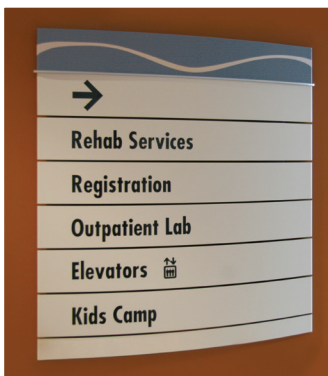 →
Rehab Services
Registration
Outpatient Lab
Elevators
Kids Camp